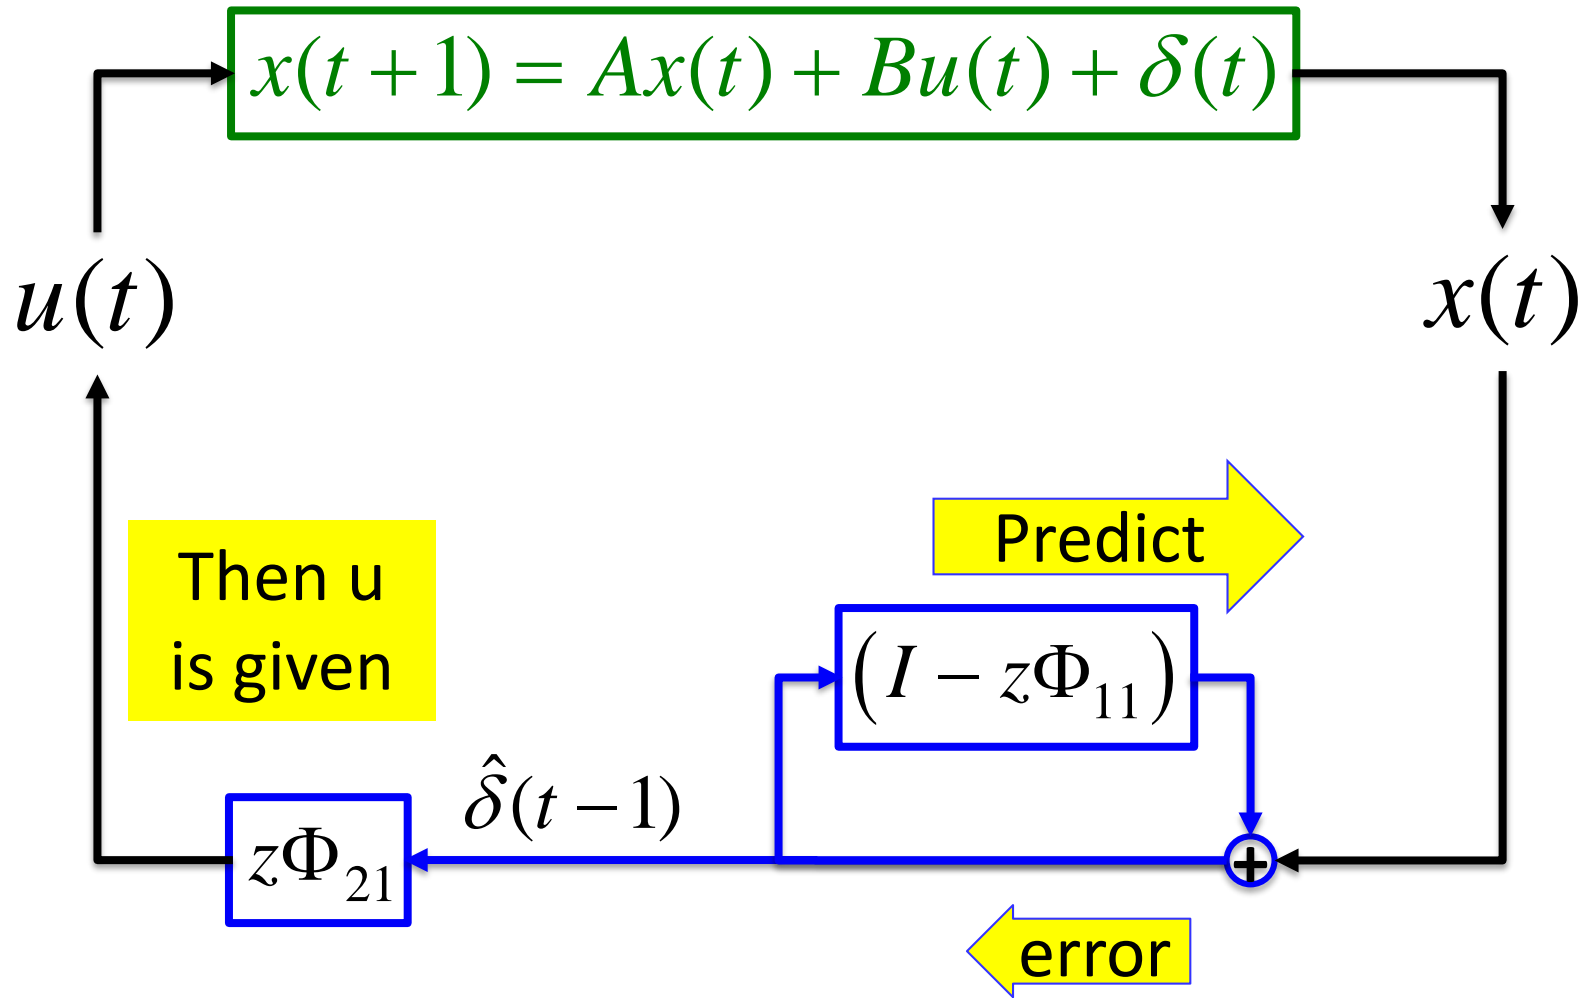 x(t + 1) = Ax(t) + Bu(t) + δ(t)
u(t)
x(t)
Predict
Then u
is given
(I − zΦ₁₁)
δ̂(t − 1)
zΦ₂₁
+
error